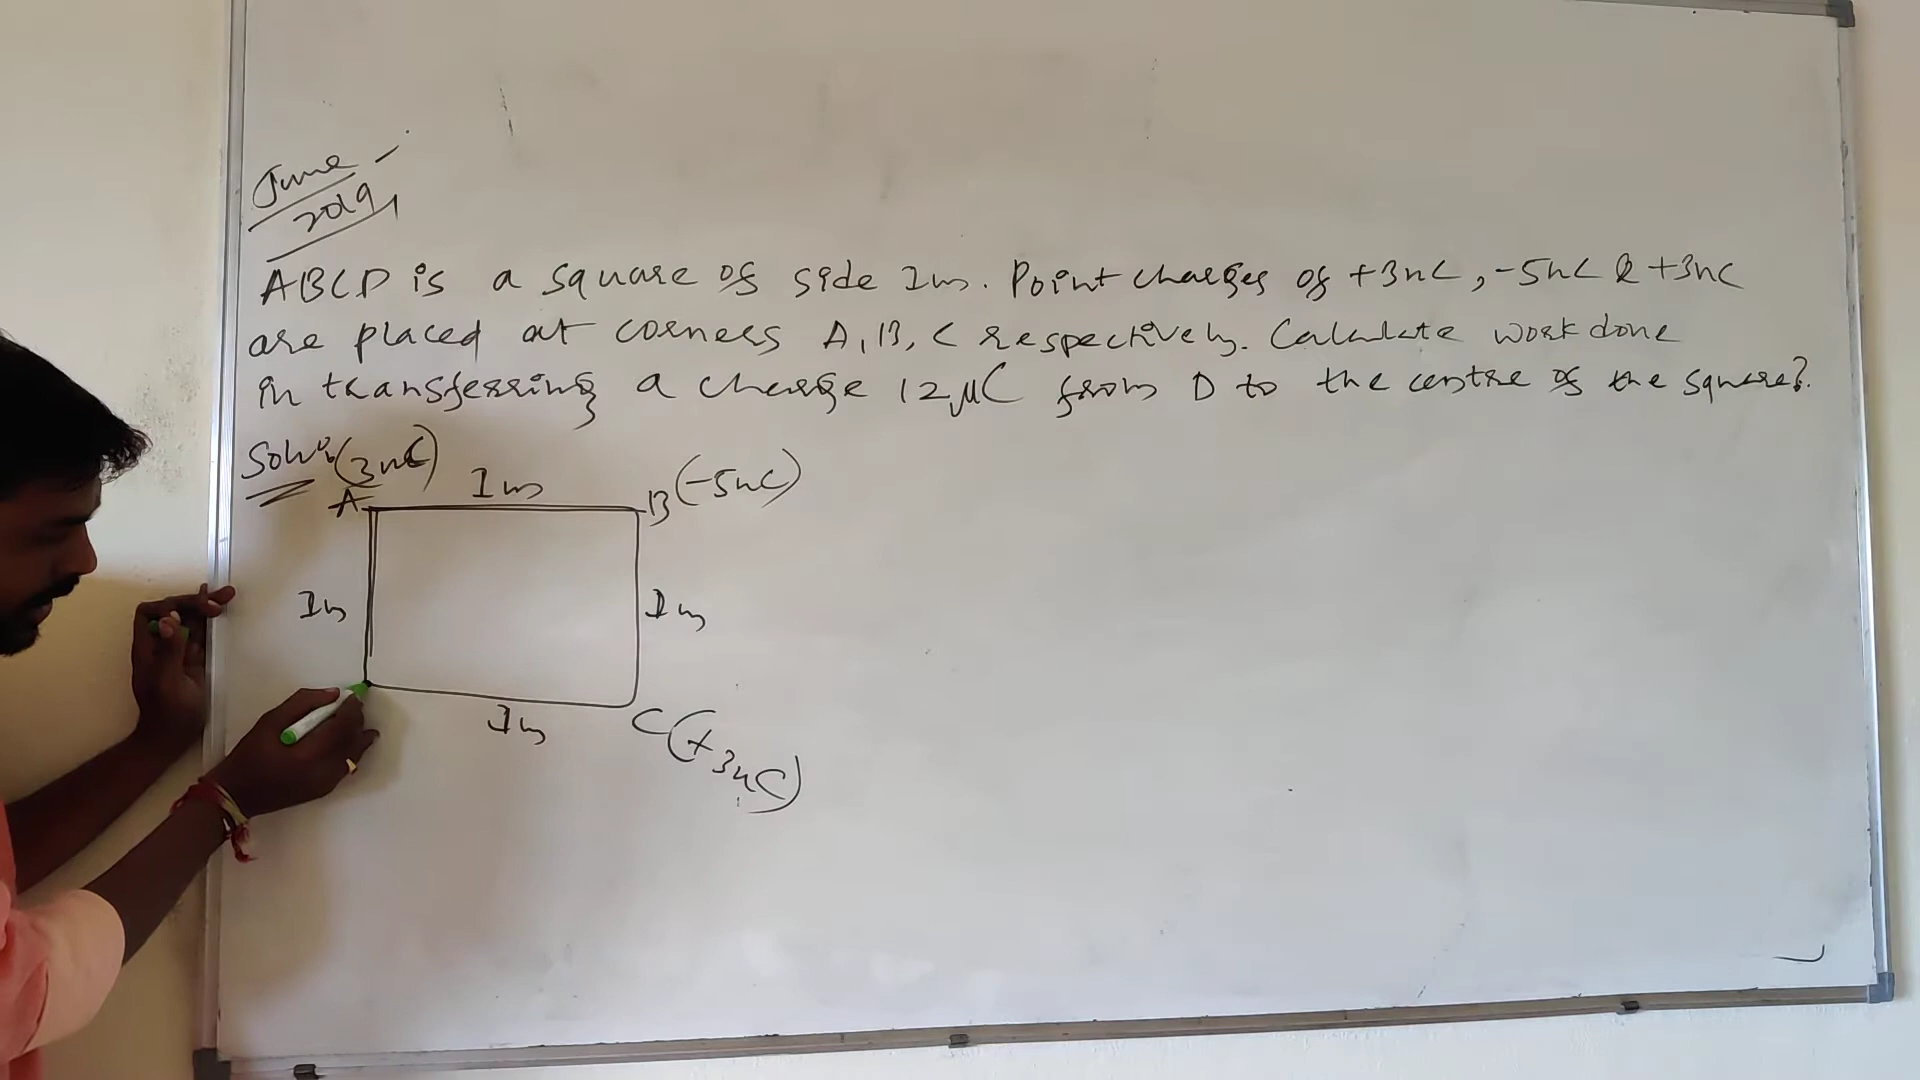 June -
2019
ABCD is a square of side 1m. Point charges of +3nC, -5nC & +3nC
are placed at corners A, B, C respectively. Calculate work done
in transferring a charge 12 μC from D to the centre of the square?
Soln:
(3nC)
A
1m
B (-5nC)
1m
1m
1m
C (+3nC)